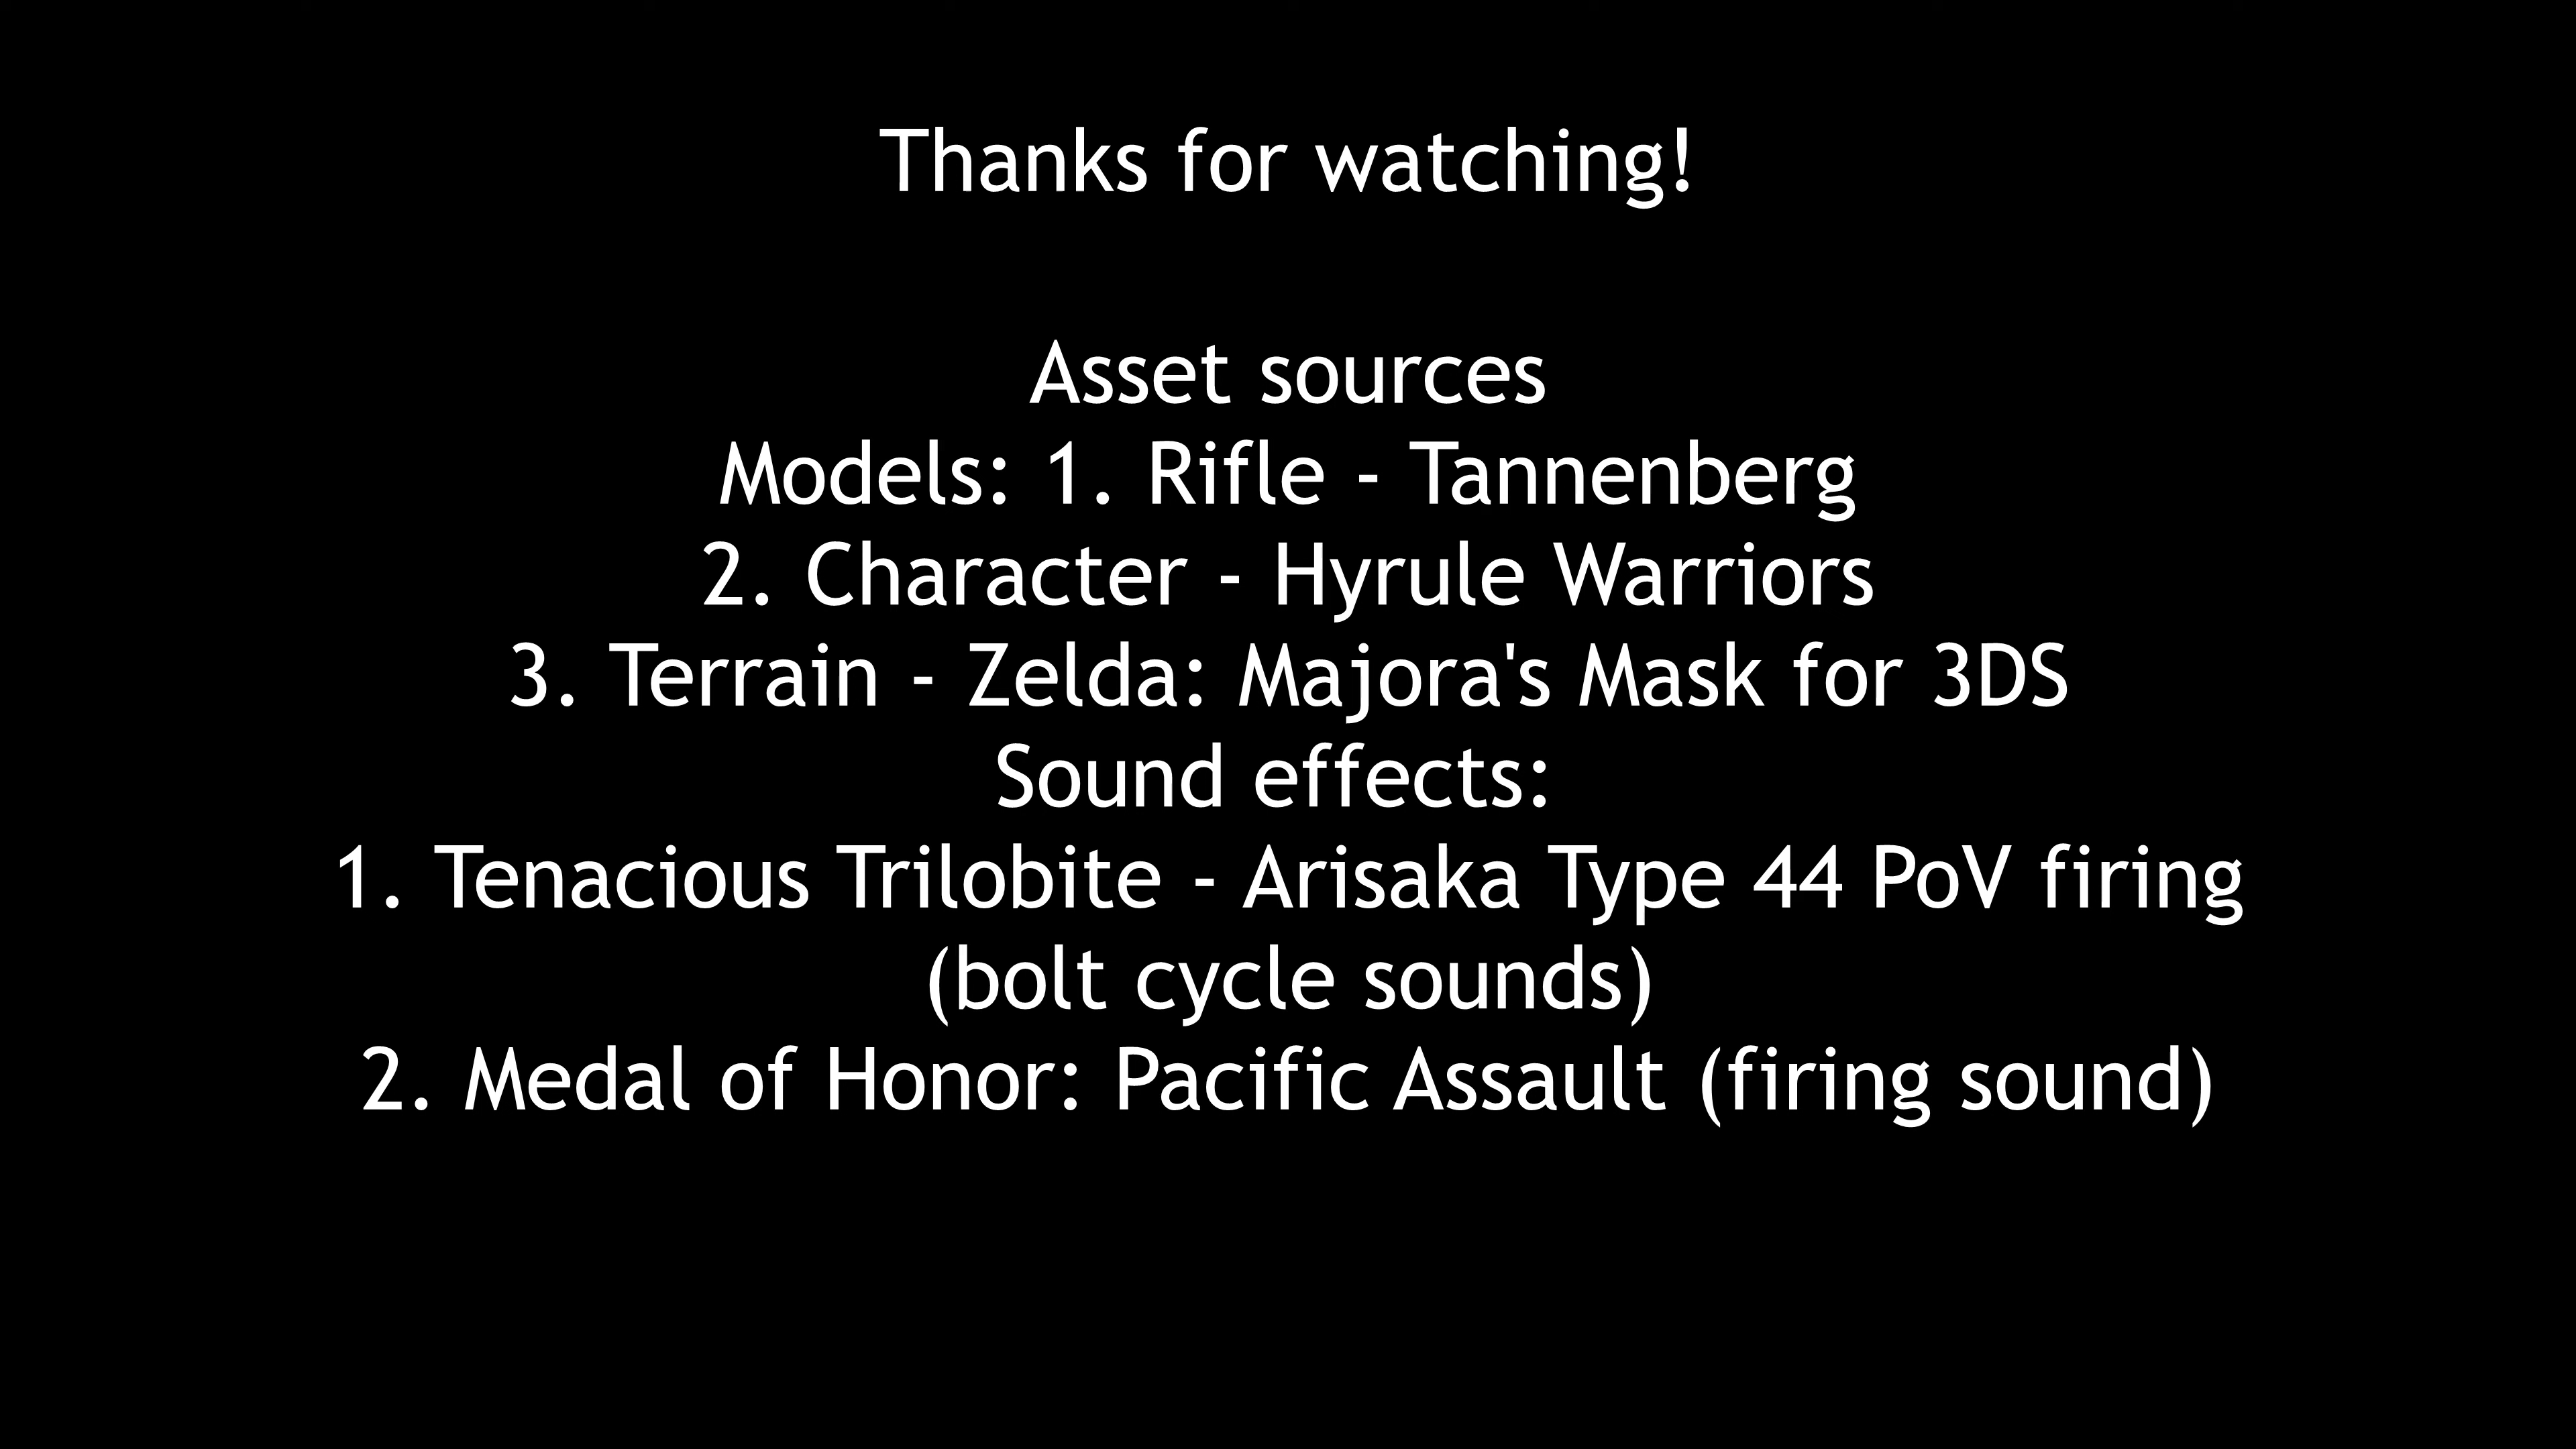 Thanks for watching!
Asset sources
Models: 1. Rifle - Tannenberg
2. Character - Hyrule Warriors
3. Terrain - Zelda: Majora's Mask for 3DS
Sound effects:
1. Tenacious Trilobite - Arisaka Type 44 PoV firing
(bolt cycle sounds)
2. Medal of Honor: Pacific Assault (firing sound)